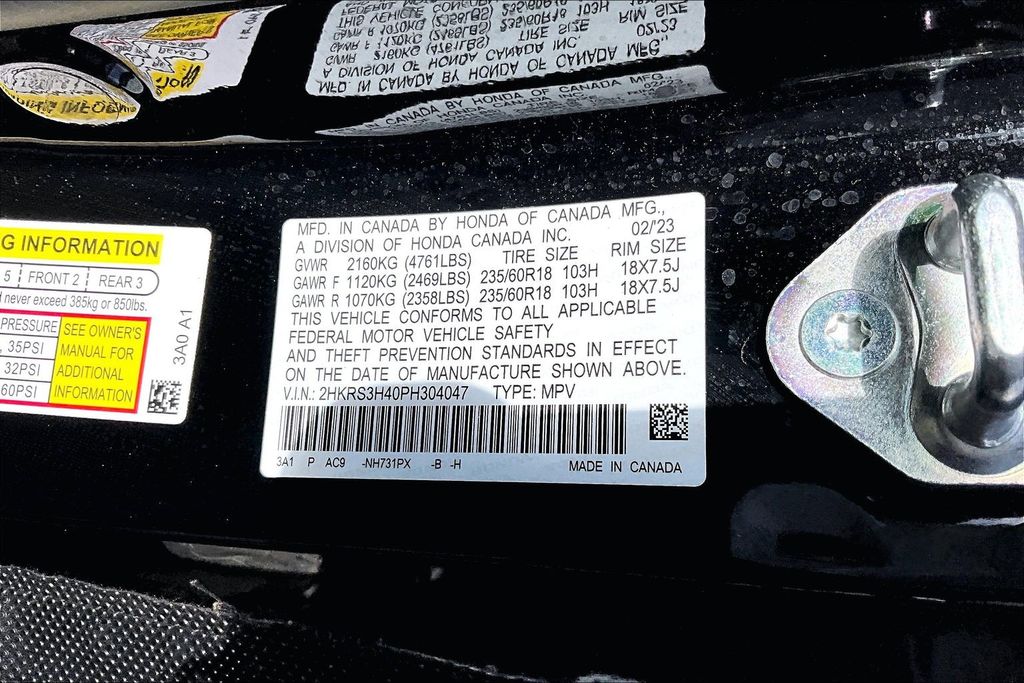 G INFORMATION
5 FRONT 2 REAR 3
d never exceed 385kg or 850lbs.
PRESSURE SEE OWNER'S
, 35PSI MANUAL FOR
32PSI ADDITIONAL
60PSI INFORMATION
3A0 A1
MFD. IN CANADA BY HONDA OF CANADA MFG.,
A DIVISION OF HONDA CANADA INC. 02/'23
GVWR 2160KG (4761LBS) TIRE SIZE RIM SIZE
GAWR F 1120KG (2469LBS) 235/60R18 103H 18X7.5J
GAWR R 1070KG (2358LBS) 235/60R18 103H 18X7.5J
THIS VEHICLE CONFORMS TO ALL APPLICABLE
FEDERAL MOTOR VEHICLE SAFETY
AND THEFT PREVENTION STANDARDS IN EFFECT
ON THE DATE OF MANUFACTURE SHOWN ABOVE.
V.I.N.: 2HKRS3H40PH304047 TYPE: MPV
3A1 P AC9 -NH731PX -B -H MADE IN CANADA